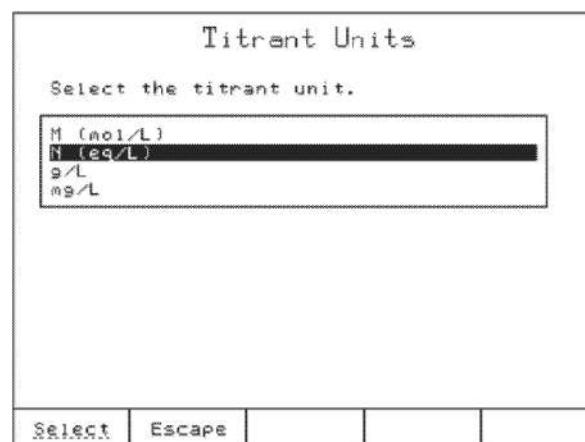 Titrant Units
Select the titrant unit.
M (mol/L)
N (eq/L)
g/L
mg/L
Select Escape